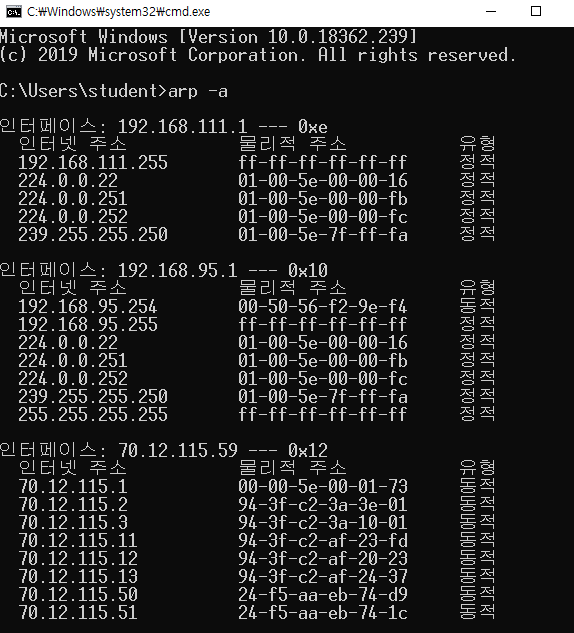 C:₩Windows₩system32₩cmd.exe
Microsoft Windows [Version 10.0.18362.239]
(c) 2019 Microsoft Corporation. All rights reserved.
C:\Users\student>arp -a
인터페이스: 192.168.111.1 --- 0xe
인터넷 주소 물리적 주소 유형
192.168.111.255 ff-ff-ff-ff-ff-ff 정적
224.0.0.22 01-00-5e-00-00-16 정적
224.0.0.251 01-00-5e-00-00-fb 정적
224.0.0.252 01-00-5e-00-00-fc 정적
239.255.255.250 01-00-5e-7f-ff-fa 정적
인터페이스: 192.168.95.1 --- 0x10
인터넷 주소 물리적 주소 유형
192.168.95.254 00-50-56-f2-9e-f4 동적
192.168.95.255 ff-ff-ff-ff-ff-ff 정적
224.0.0.22 01-00-5e-00-00-16 정적
224.0.0.251 01-00-5e-00-00-fb 정적
224.0.0.252 01-00-5e-00-00-fc 정적
239.255.255.250 01-00-5e-7f-ff-fa 정적
255.255.255.255 ff-ff-ff-ff-ff-ff 정적
인터페이스: 70.12.115.59 --- 0x12
인터넷 주소 물리적 주소 유형
70.12.115.1 00-00-5e-00-01-73 동적
70.12.115.2 94-3f-c2-3a-3e-01 동적
70.12.115.3 94-3f-c2-3a-10-01 동적
70.12.115.11 94-3f-c2-af-23-fd 동적
70.12.115.12 94-3f-c2-af-20-23 동적
70.12.115.13 94-3f-c2-af-24-37 동적
70.12.115.50 24-f5-aa-eb-74-d9 동적
70.12.115.51 24-f5-aa-eb-74-1c 동적